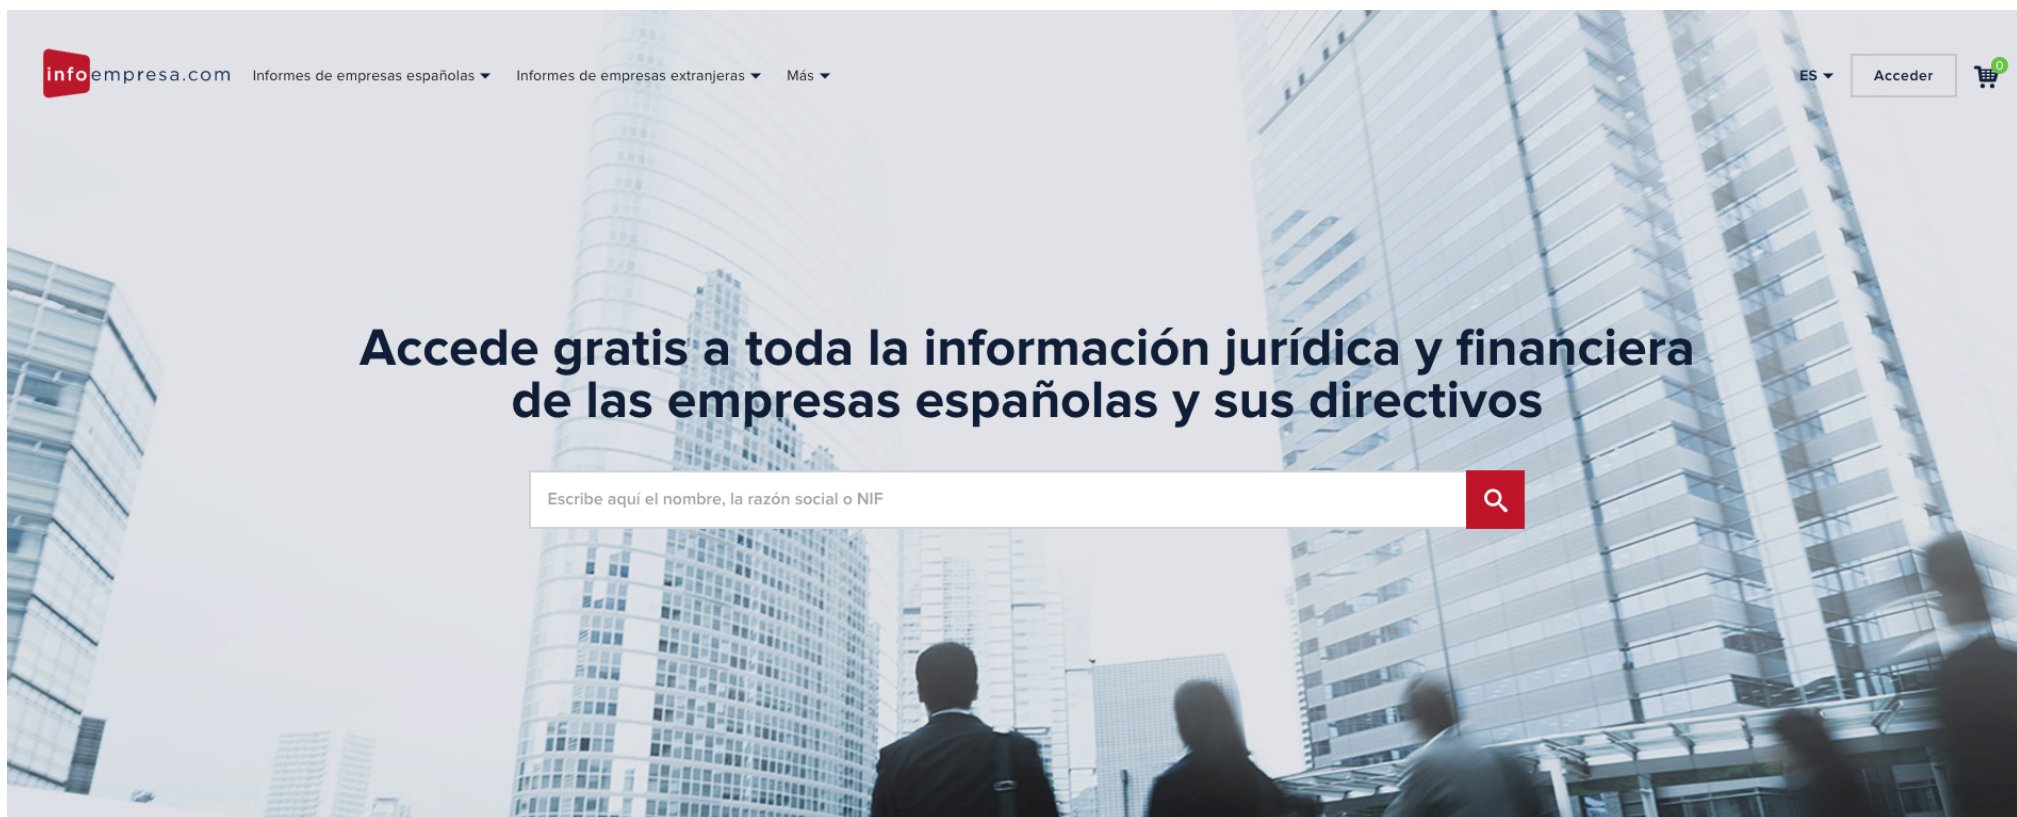 infoempresa.com
Informes de empresas españolas
Informes de empresas extranjeras
Más
ES
Acceder
0
Accede gratis a toda la información jurídica y financiera
de las empresas españolas y sus directivos
Escribe aquí el nombre, la razón social o NIF